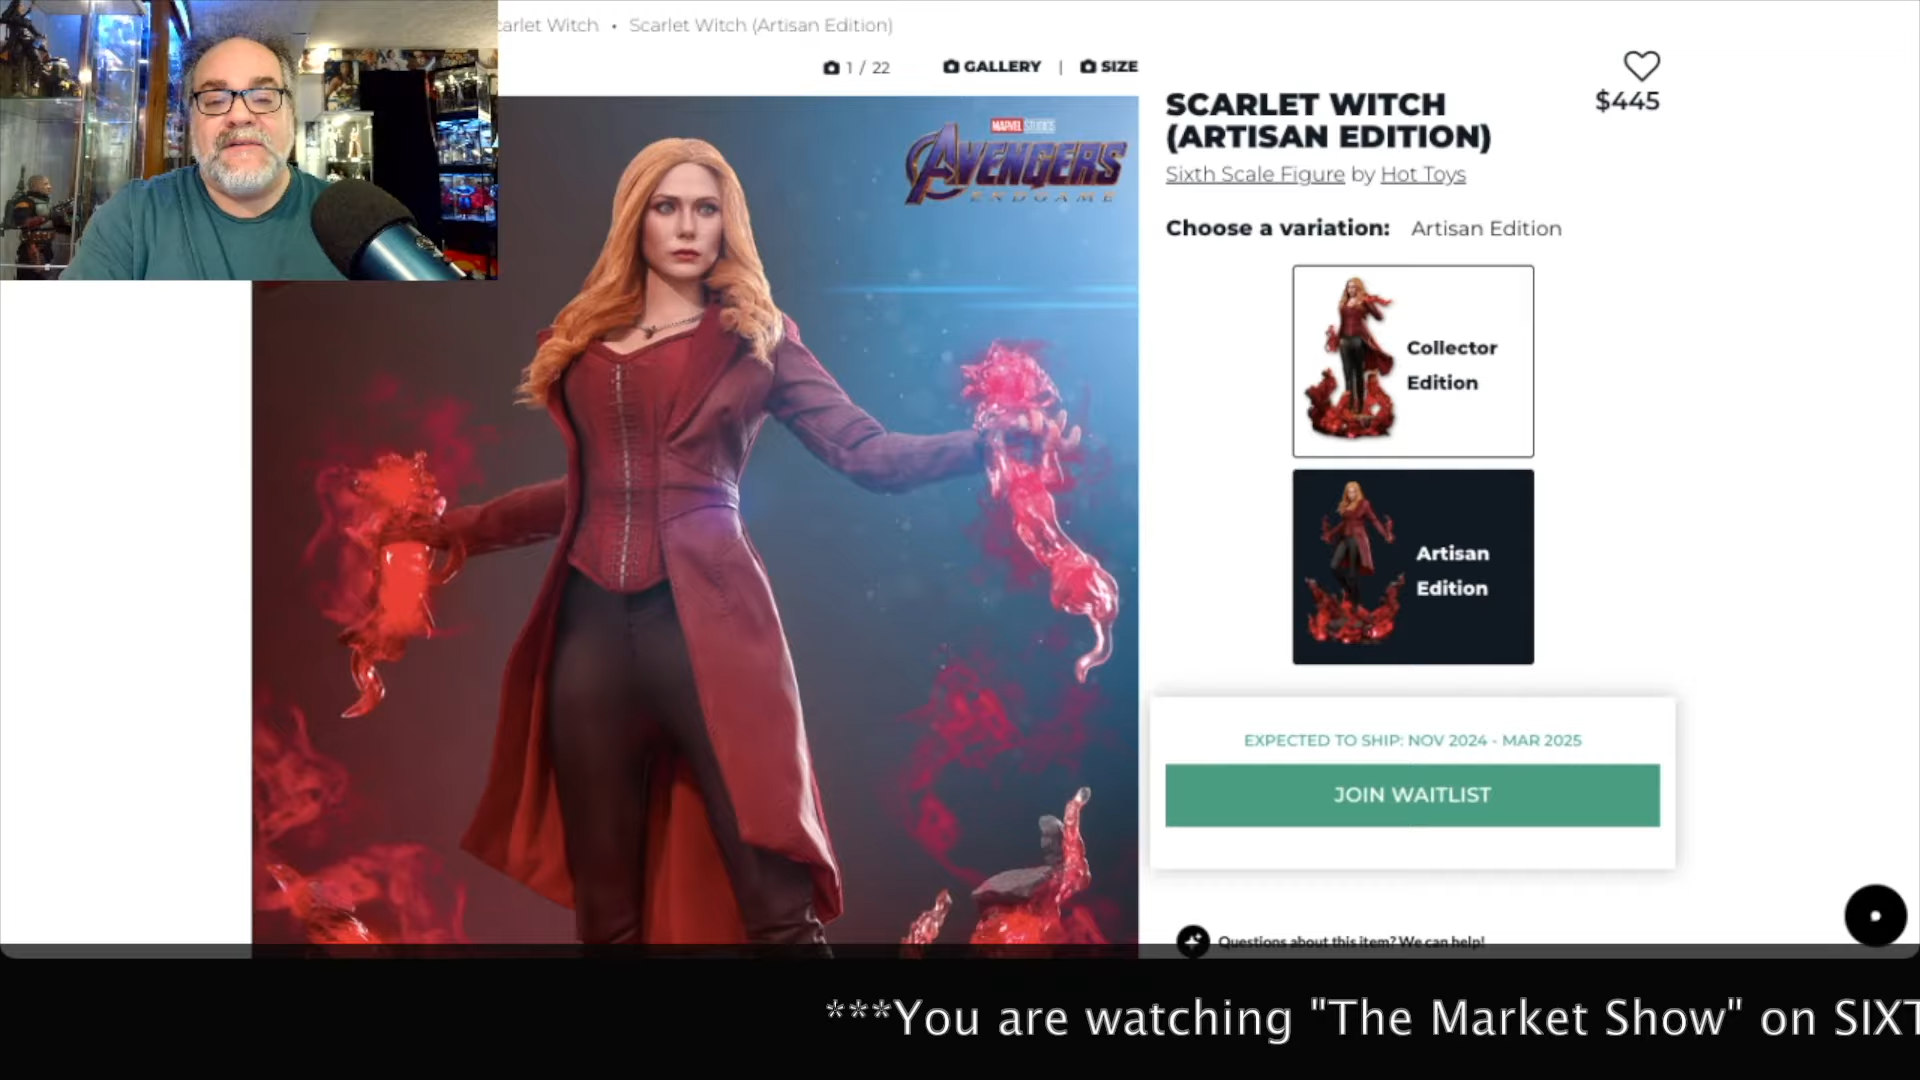 Scarlet Witch • Scarlet Witch (Artisan Edition)
1 / 22 GALLERY | SIZE
MARVEL STUDIOS
AVENGERS
ENDGAME
SCARLET WITCH
(ARTISAN EDITION)
$445
Sixth Scale Figure by Hot Toys
Choose a variation: Artisan Edition
Collector
Edition
Artisan
Edition
EXPECTED TO SHIP: NOV 2024 - MAR 2025
JOIN WAITLIST
Questions about this item? We can help!
***You are watching "The Market Show" on SIXT